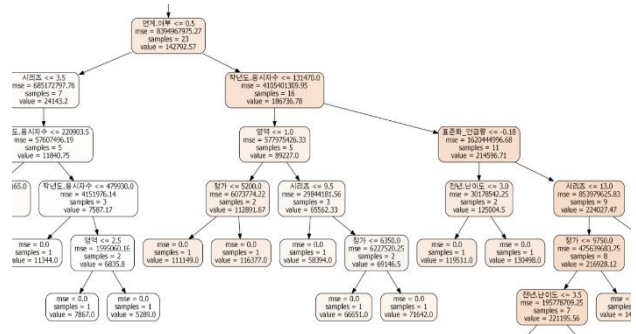 연계.여부 <= 0.5
mse = 8394967975.27
samples = 23
value = 142792.57
시리즈 <= 3.5
mse = 685172797.76
samples = 7
value = 24143.2
작년도.응시자수 <= 131470.0
mse = 4105401309.95
samples = 16
value = 186736.78
도.응시자수 <= 220903.5
mse = 57607496.19
samples = 5
value = 11840.75
양덕 <= 1.0
mse = 577975426.33
samples = 5
value = 89227.0
표준화_언급량 <= -0.18
mse = 1620444996.68
samples = 11
value = 214596.71
165.0
작년도.응시자수 <= 479930.0
mse = 4151976.14
samples = 3
value = 7587.17
정가 <= 5200.0
mse = 6073774.22
samples = 2
value = 112891.67
시리즈 <= 9.5
mse = 29844181.56
samples = 3
value = 65562.33
전년.난이도 <= 3.0
mse = 30178542.25
samples = 2
value = 125004.5
시리즈 <= 13.0
mse = 853979625.83
samples = 9
value = 224027.47
mse = 0.0
samples = 1
value = 11344.0
양덕 <= 2.5
mse = 1595060.16
samples = 2
value = 6835.8
mse = 0.0
samples = 1
value = 111149.0
mse = 0.0
samples = 1
value = 116377.0
mse = 0.0
samples = 1
value = 58394.0
정가 <= 6350.0
mse = 6227520.25
samples = 2
value = 69146.5
mse = 0.0
samples = 1
value = 119511.0
mse = 0.0
samples = 1
value = 130498.0
정가 <= 9750.0
mse = 475639683.75
samples = 8
value = 216928.12
mse = 0.0
samples = 1
value = 7867.0
mse = 0.0
samples = 1
value = 5289.0
mse = 0.0
samples = 1
value = 66651.0
mse = 0.0
samples = 1
value = 71642.0
전년.난이도 <= 3.5
mse = 195778709.25
samples = 7
value = 221195.56
mse =
sampl
value = 14